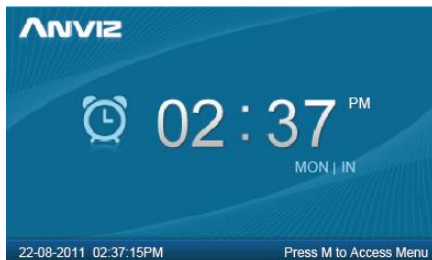 ANVIZ
02:37 PM
MON | IN
22-08-2011 02:37:15PM Press M to Access Menu